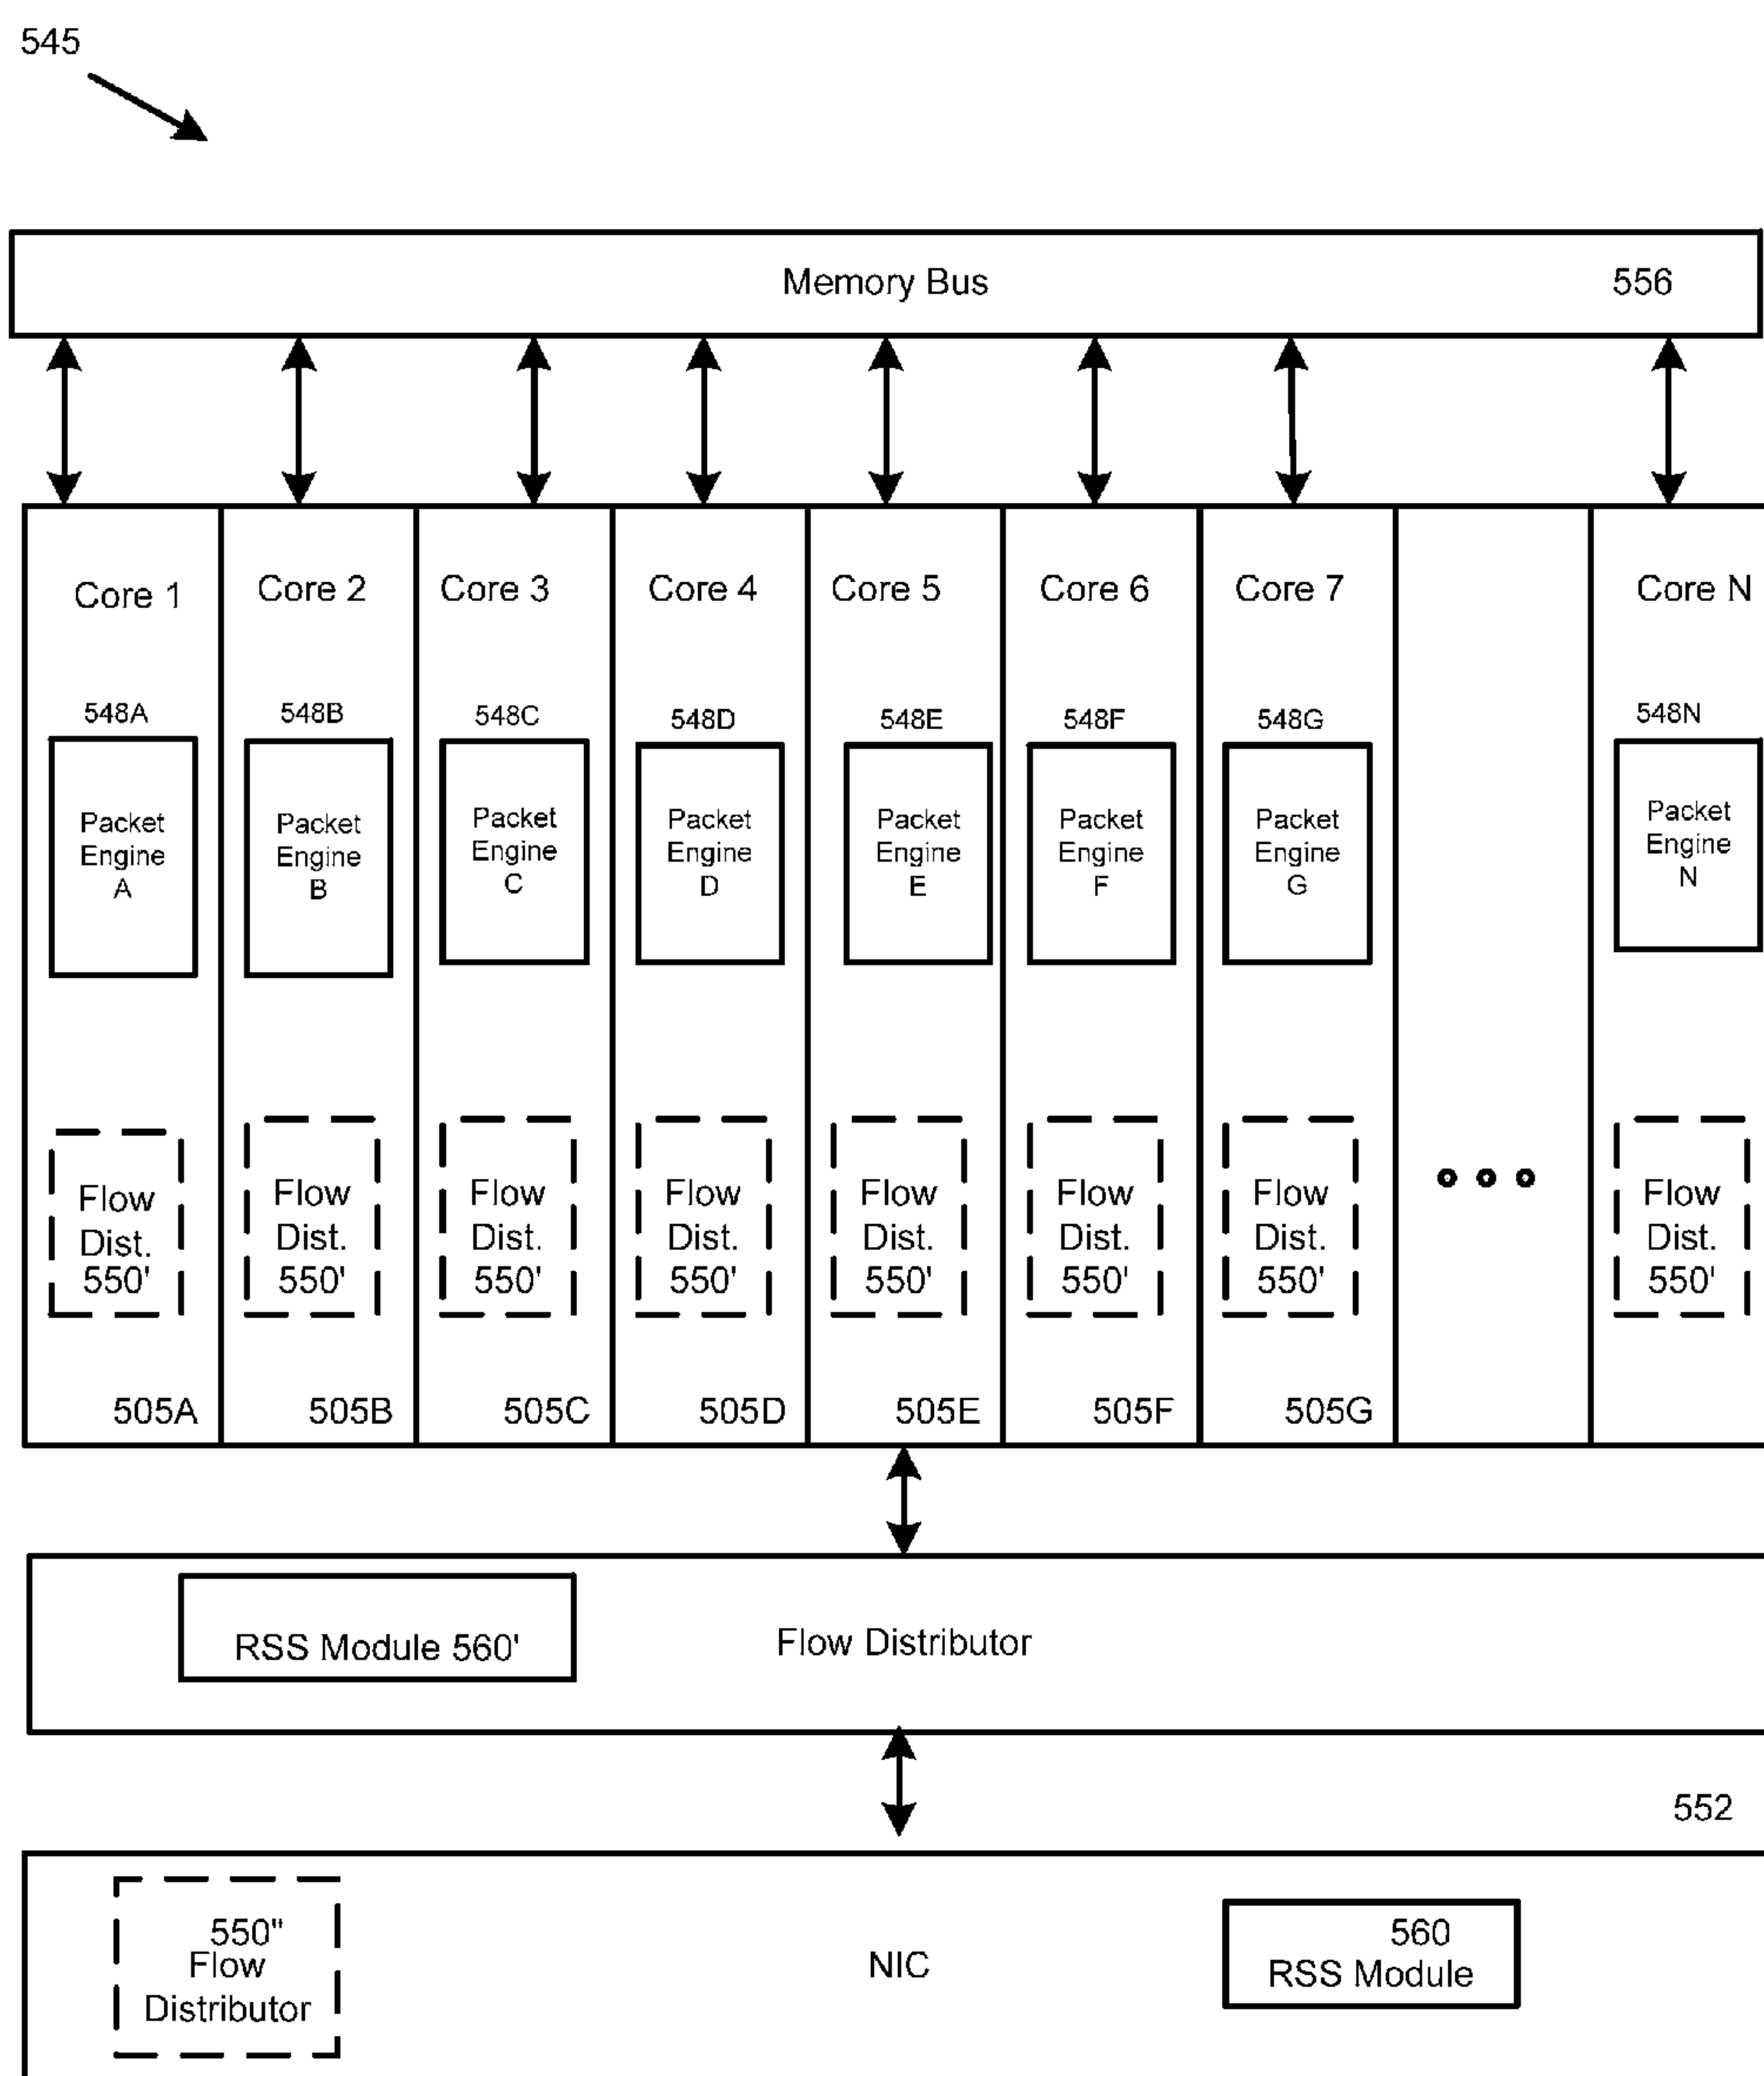 545
Memory Bus 556
Core 1 Core 2 Core 3 Core 4 Core 5 Core 6 Core 7 Core N
548A 548B 548C 548D 548E 548F 548G 548N
Packet
Engine
A
Packet
Engine
B
Packet
Engine
C
Packet
Engine
D
Packet
Engine
E
Packet
Engine
F
Packet
Engine
G
Packet
Engine
N
Flow
Dist.
550'
Flow
Dist.
550'
Flow
Dist.
550'
Flow
Dist.
550'
Flow
Dist.
550'
Flow
Dist.
550'
Flow
Dist.
550'
Flow
Dist.
550'
505A 505B 505C 505D 505E 505F 505G
RSS Module 560' Flow Distributor
552
550"
Flow
Distributor
NIC
560
RSS Module